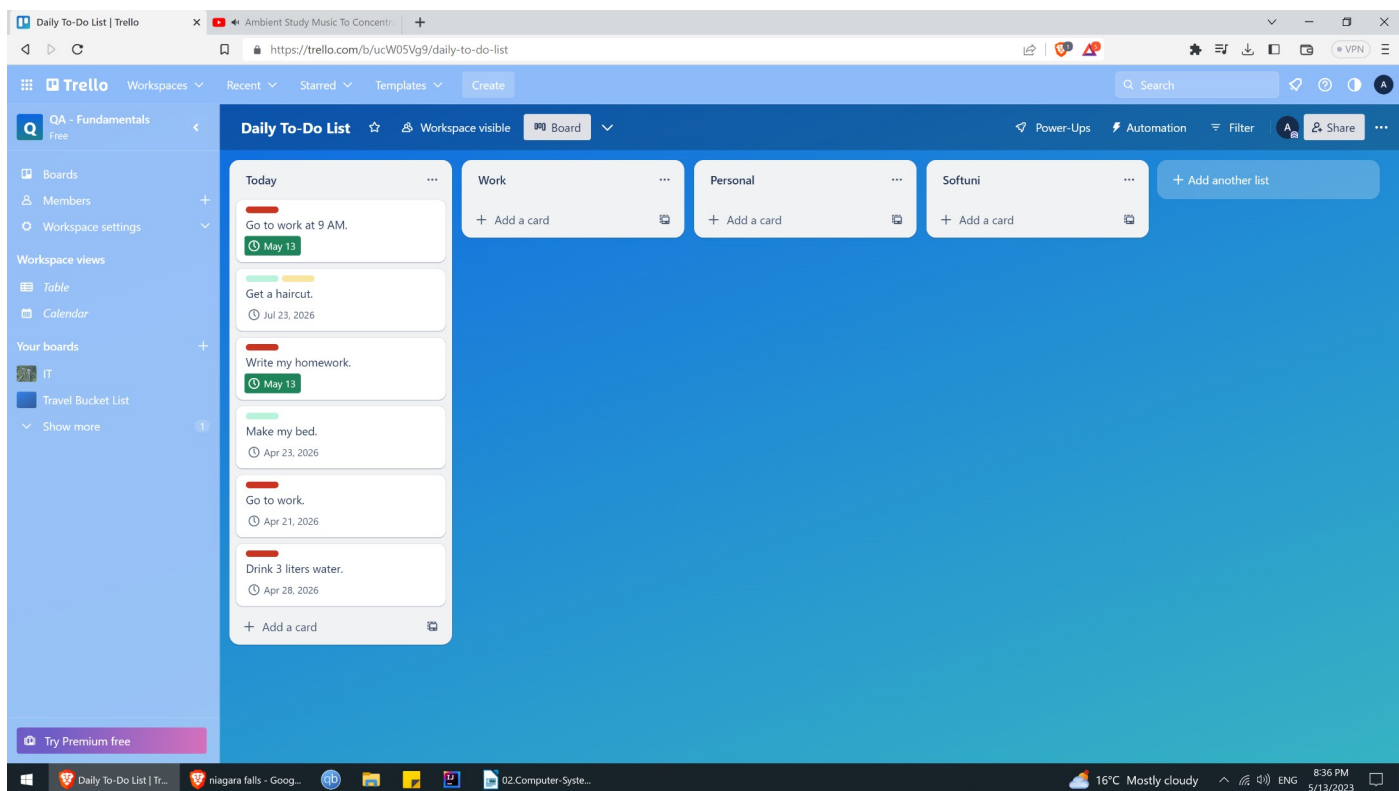 Daily To-Do List | Trello
Ambient Study Music To Concentr
https://trello.com/b/ucW05Vg9/daily-to-do-list
VPN
Trello Workspaces Recent Starred Templates Create Search
A
Q QA - Fundamentals
Free
Daily To-Do List Workspace visible Board Power-Ups Automation Filter A Share
Boards
Members
Workspace settings
Workspace views
Table
Calendar
Your boards
IT
Travel Bucket List
Show more 1
Try Premium free
Today
Go to work at 9 AM.
May 13
Get a haircut.
Jul 23, 2026
Write my homework.
May 13
Make my bed.
Apr 23, 2026
Go to work.
Apr 21, 2026
Drink 3 liters water.
Apr 28, 2026
+ Add a card
Work
+ Add a card
Personal
+ Add a card
Softuni
+ Add a card
+ Add another list
Daily To-Do List | Tr...
niagara falls - Goog...
qb
IJ
02.Computer-Syste...
16°C Mostly cloudy
ENG
8:36 PM
5/13/2023